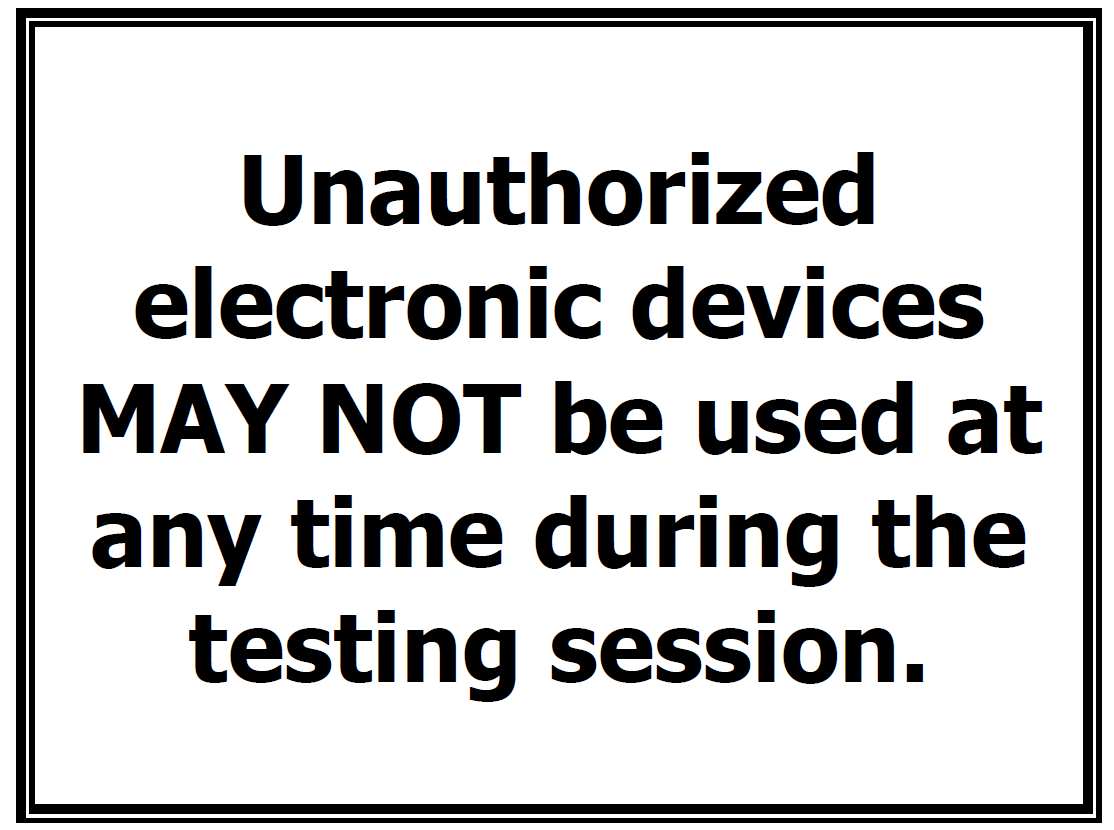 Unauthorized
electronic devices
MAY NOT be used at
any time during the
testing session.